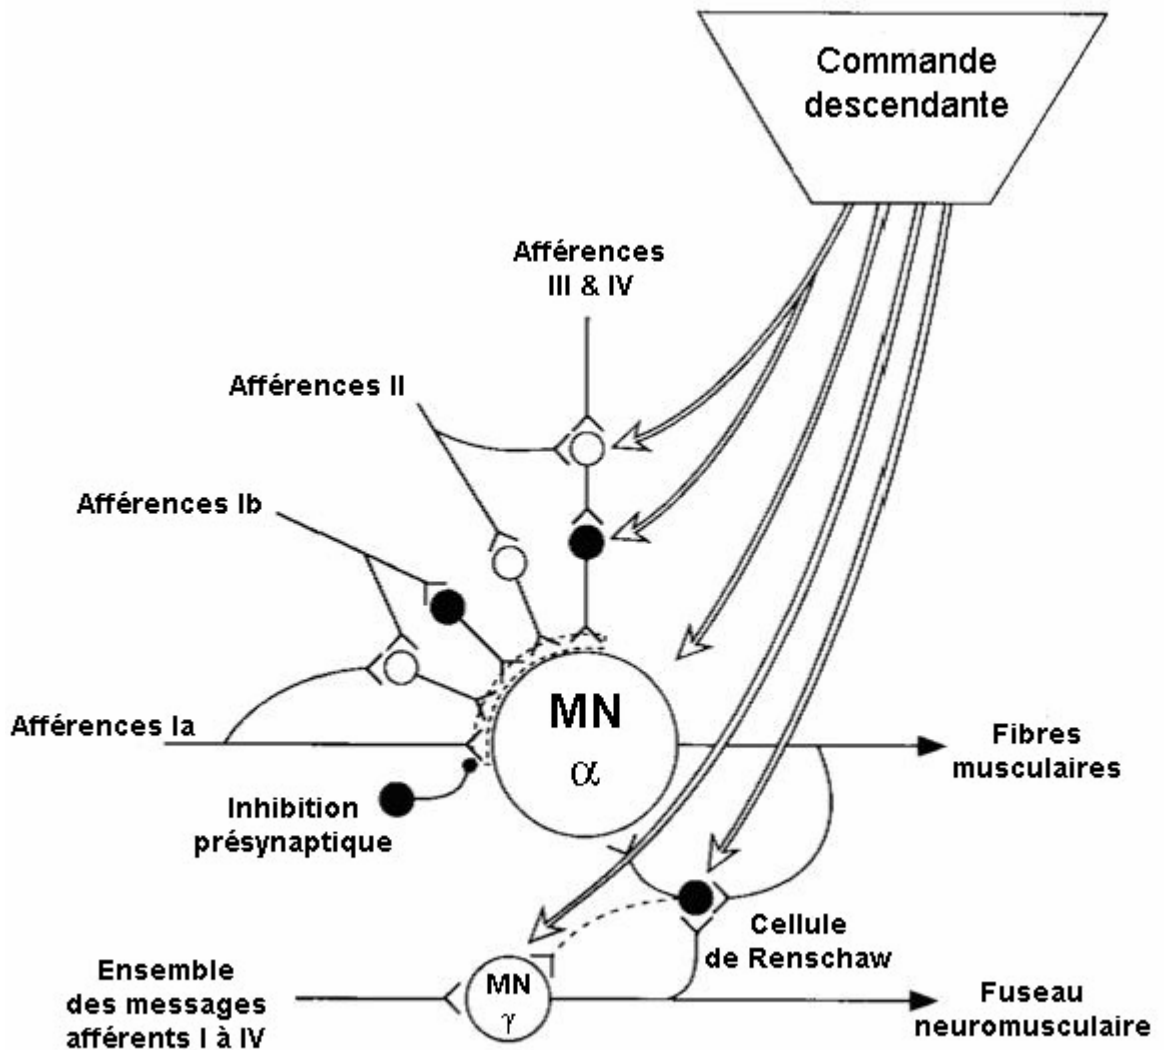 Commande
descendante
Afférences
III & IV
Afférences II
Afférences Ib
Afférences Ia
MN
α
Fibres
musculaires
Inhibition
présynaptique
Cellule
de Renschaw
Ensemble
des messages
afférents I à IV
MN
γ
Fuseau
neuromusculaire